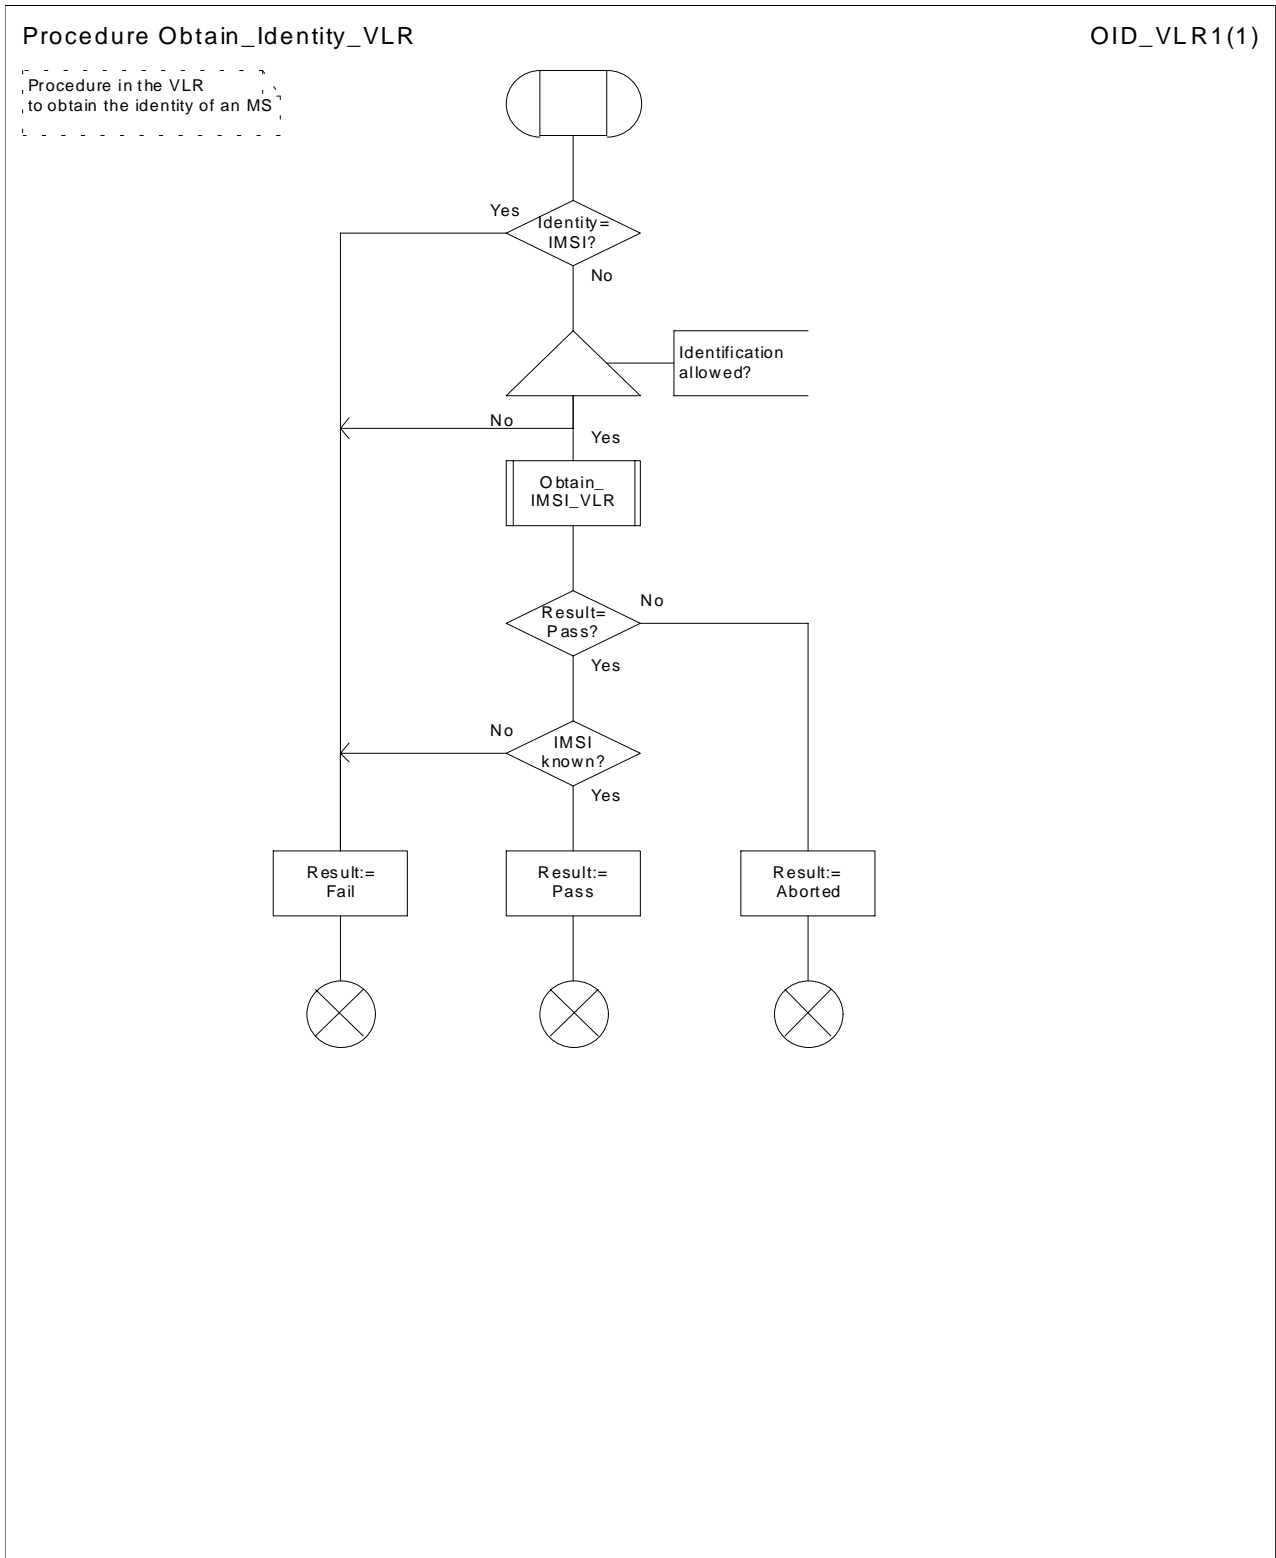 Procedure Obtain_Identity_VLR
OID_VLR1(1)
Procedure in the VLR
to obtain the identity of an MS
Yes
Identity=
IMSI?
No
Identification
allowed?
No
Yes
Obtain_
IMSI_VLR
Result=
Pass?
No
Yes
No
IMSI
known?
Yes
Result:=
Fail
Result:=
Pass
Result:=
Aborted